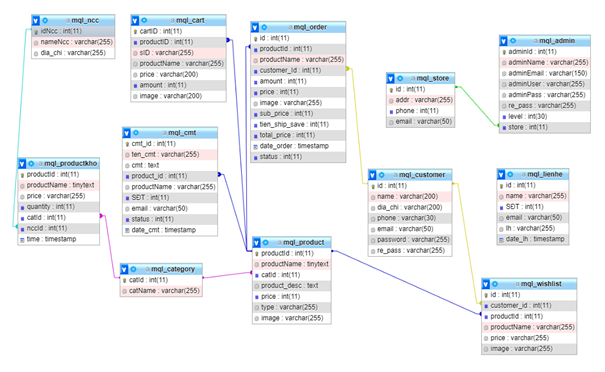 mql_ncc
idNcc : int(11)
nameNcc : varchar(255)
dia_chi : varchar(255)
mql_cart
cartID : int(11)
productID : int(11)
sID : varchar(255)
productName : varchar(255)
price : varchar(200)
amount : int(11)
image : varchar(200)
mql_order
id : int(11)
productId : int(11)
productName : varchar(255)
customer_Id : int(11)
amount : int(11)
price : int(11)
image : varchar(255)
sub_price : int(11)
tien_ship_save : int(11)
total_price : int(11)
date_order : timestamp
status : int(11)
mql_store
id : int(11)
addr : varchar(255)
phone : int(11)
email : varchar(50)
mql_admin
adminId : int(11)
adminName : varchar(255)
adminEmail : varchar(150)
adminUser : varchar(255)
adminPass : varchar(255)
re_pass : varchar(255)
level : int(30)
store : int(11)
mql_productkho
productId : int(11)
productName : tinytext
price : varchar(255)
quantity : int(11)
catId : int(11)
nccId : int(11)
time : timestamp
mql_cmt
cmt_id : int(11)
ten_cmt : varchar(255)
cmt : text
product_id : int(11)
productName : varchar(255)
SĐT : int(11)
email : varchar(50)
status : int(11)
date_cmt : timestamp
mql_customer
id : int(11)
name : varchar(200)
dia_chi : varchar(200)
phone : varchar(30)
email : varchar(50)
password : varchar(255)
re_pass : varchar(255)
mql_lienhe
id : int(11)
name : varchar(255)
SĐT : int(11)
email : varchar(50)
lh : varchar(255)
date_lh : timestamp
mql_category
catId : int(11)
catName : varchar(255)
mql_product
productId : int(11)
productName : tinytext
catId : int(11)
product_desc : text
price : int(11)
type : varchar(255)
image : varchar(255)
mql_wishlist
id : int(11)
customer_id : int(11)
productId : int(11)
productName : varchar(255)
price : varchar(255)
image : varchar(255)